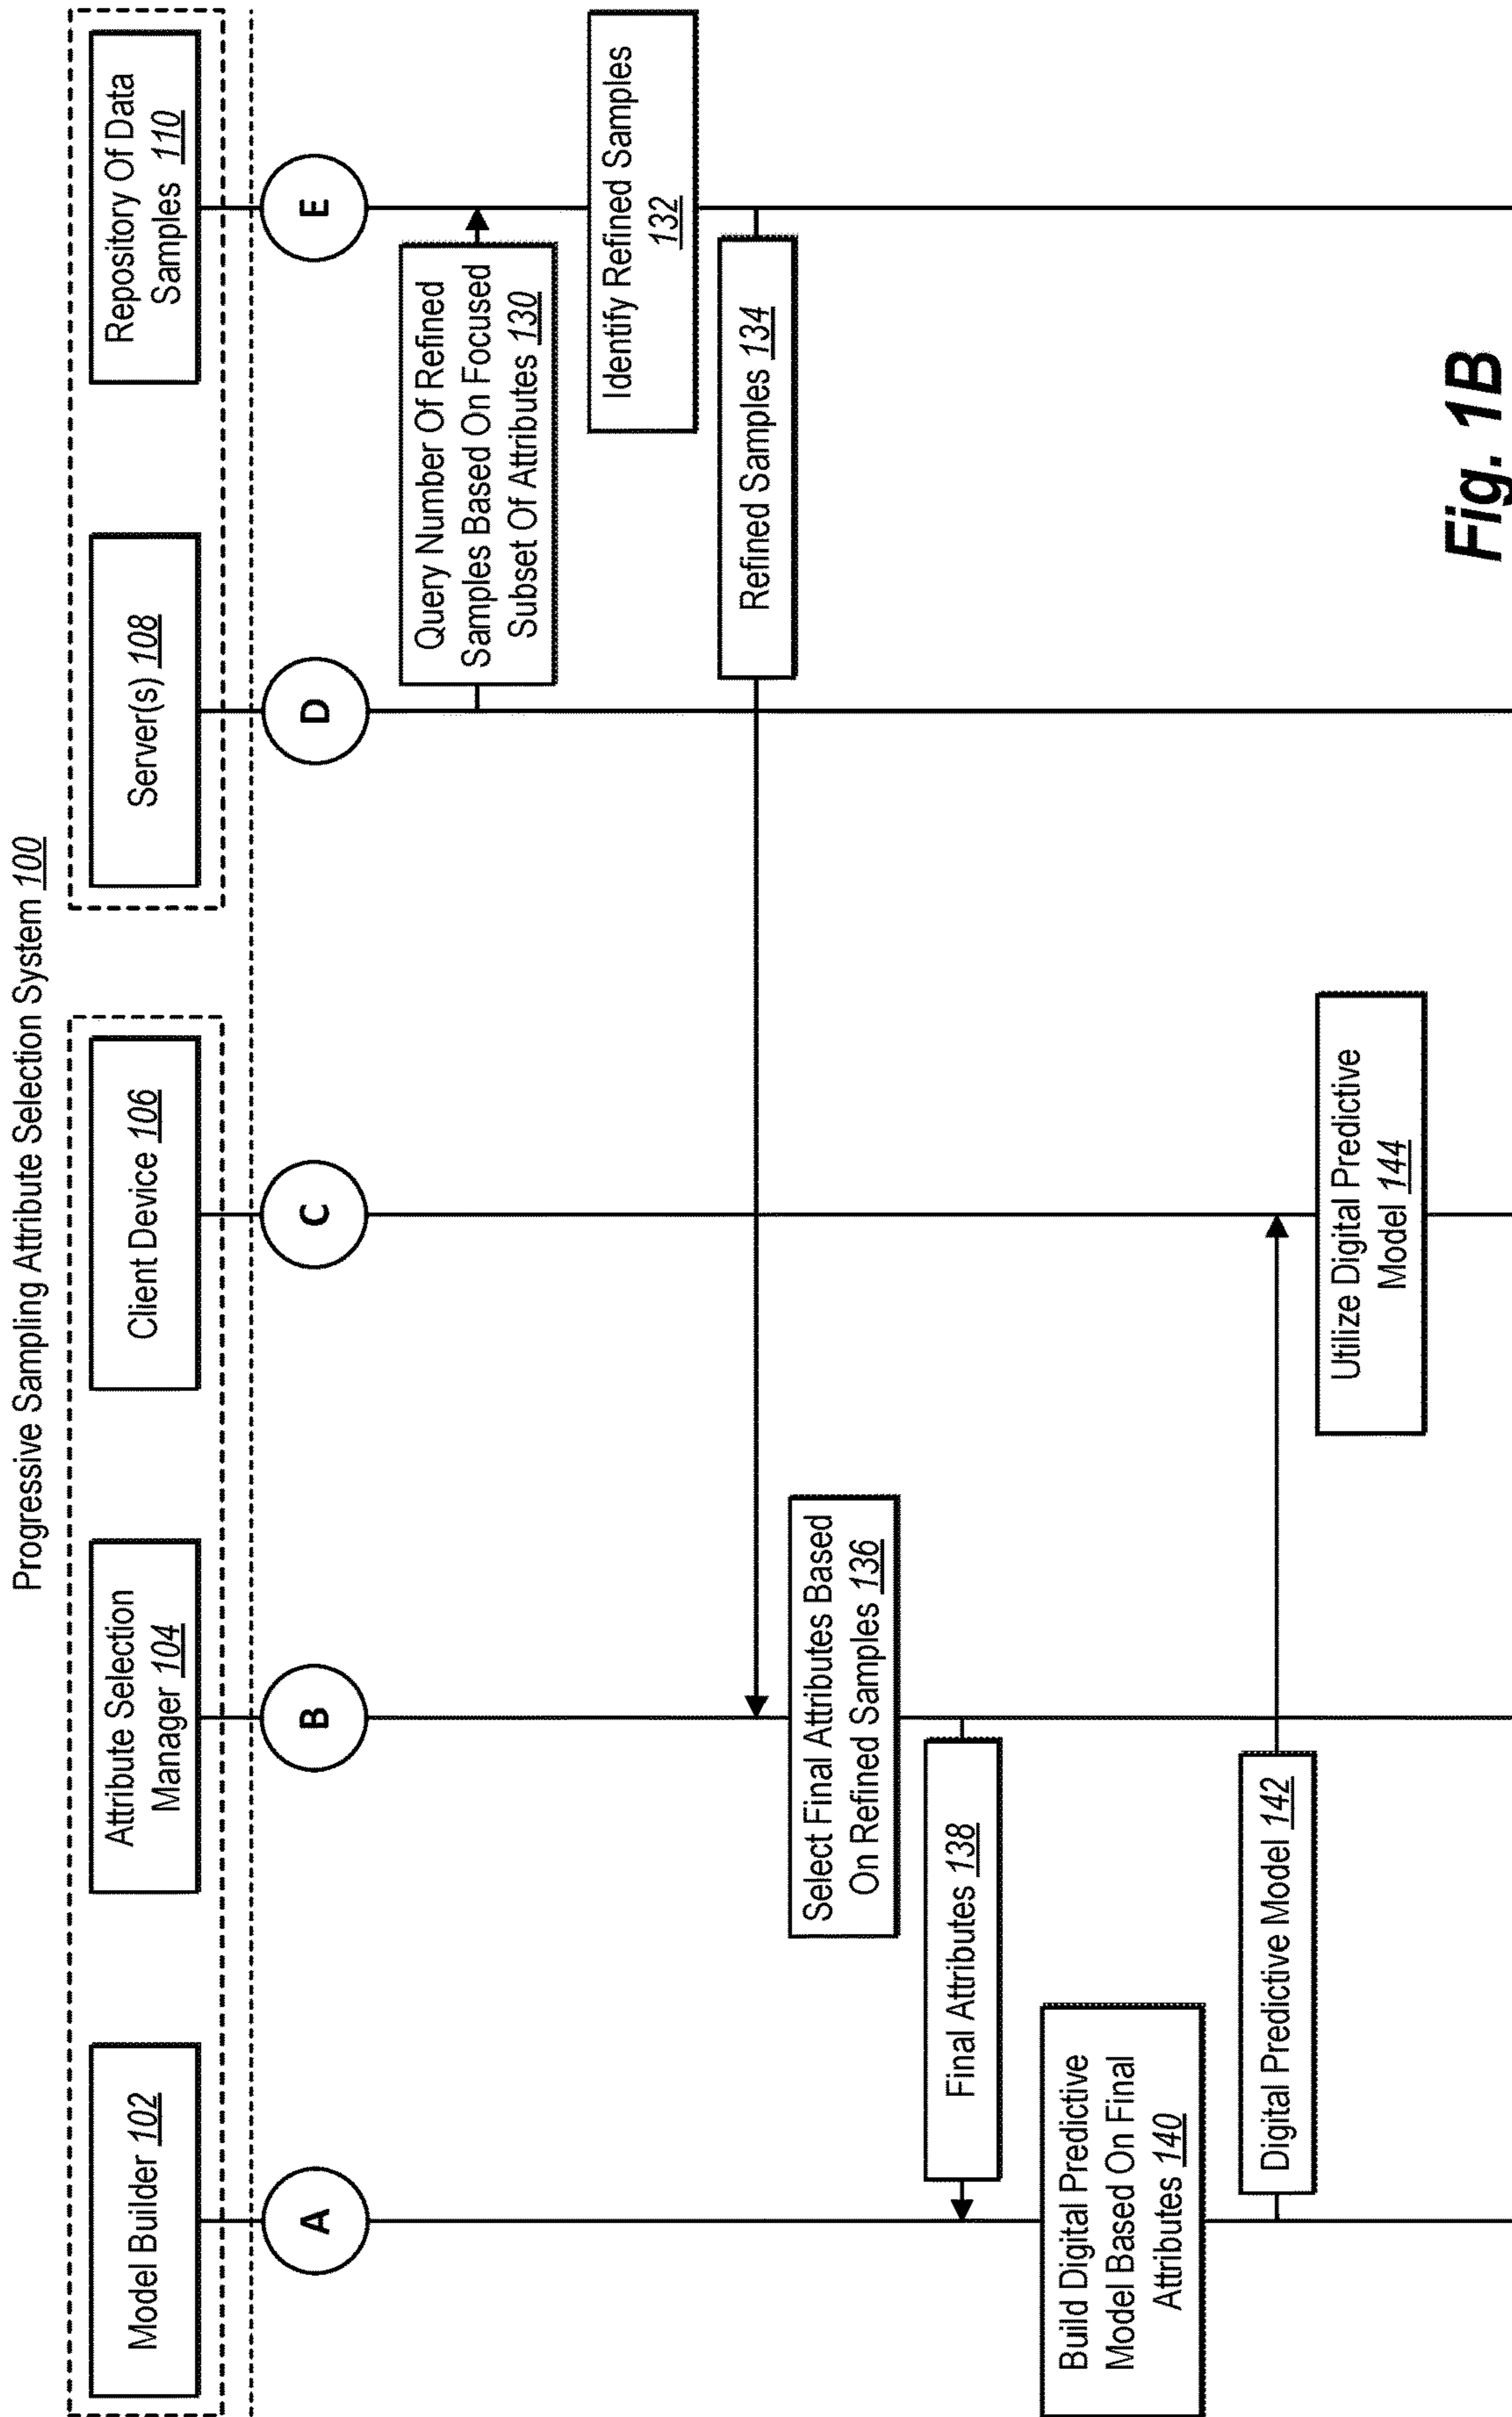 Progressive Sampling Attribute Selection System 100
Model Builder 102
Attribute Selection
Manager 104
Client Device 106
Server(s) 108
Repository Of Data
Samples 110
A
B
C
D
E
Query Number Of Refined
Samples Based On Focused
Subset Of Attributes 130
Identify Refined Samples
132
Refined Samples 134
Select Final Attributes Based
On Refined Samples 136
Final Attributes 138
Build Digital Predictive
Model Based On Final
Attributes 140
Digital Predictive Model 142
Utilize Digital Predictive
Model 144
Fig. 1B